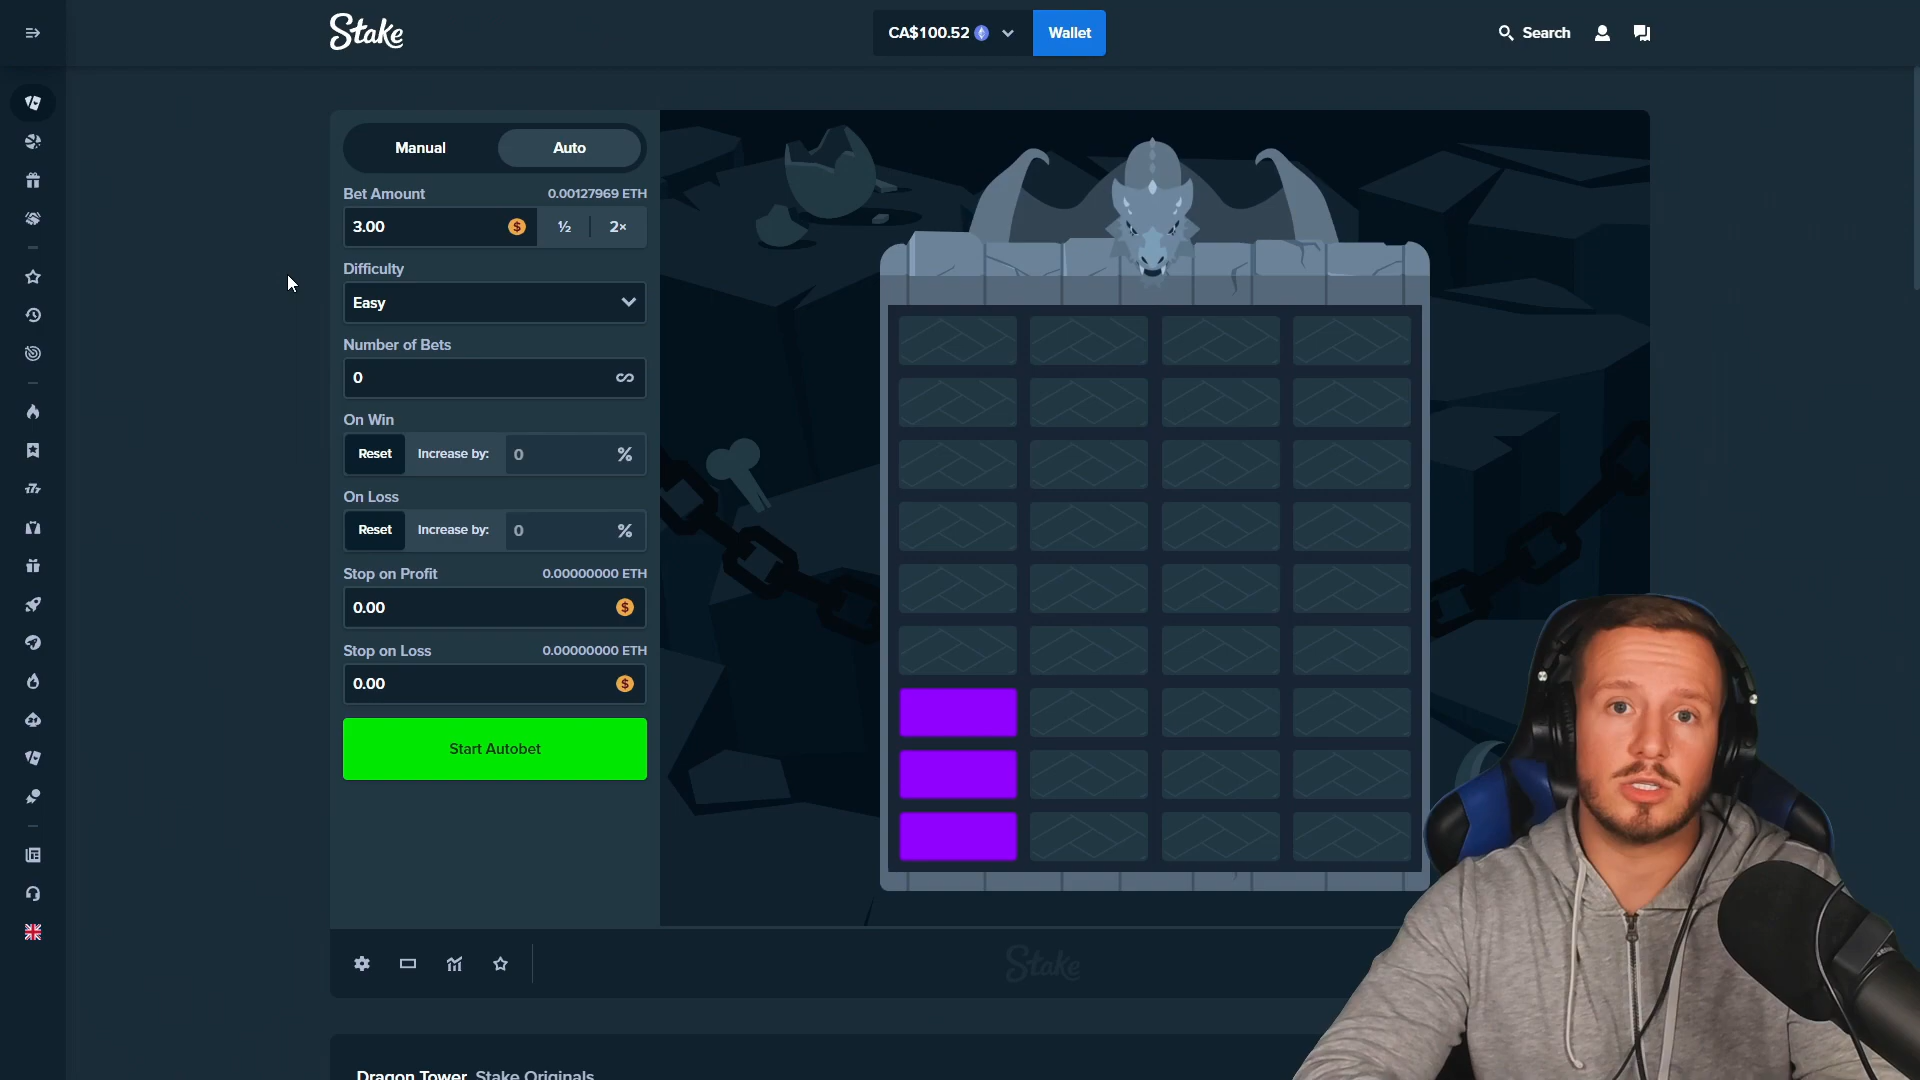 Stake
CA$100.52
Wallet
Search
Manual
Auto
Bet Amount
0.00127969 ETH
3.00
½
2×
Difficulty
Easy
Number of Bets
0
On Win
Reset
Increase by:
0
%
On Loss
Reset
Increase by:
0
%
Stop on Profit
0.00000000 ETH
0.00
Stop on Loss
0.00000000 ETH
0.00
Start Autobet
Stake
Dragon Tower Stake Originals